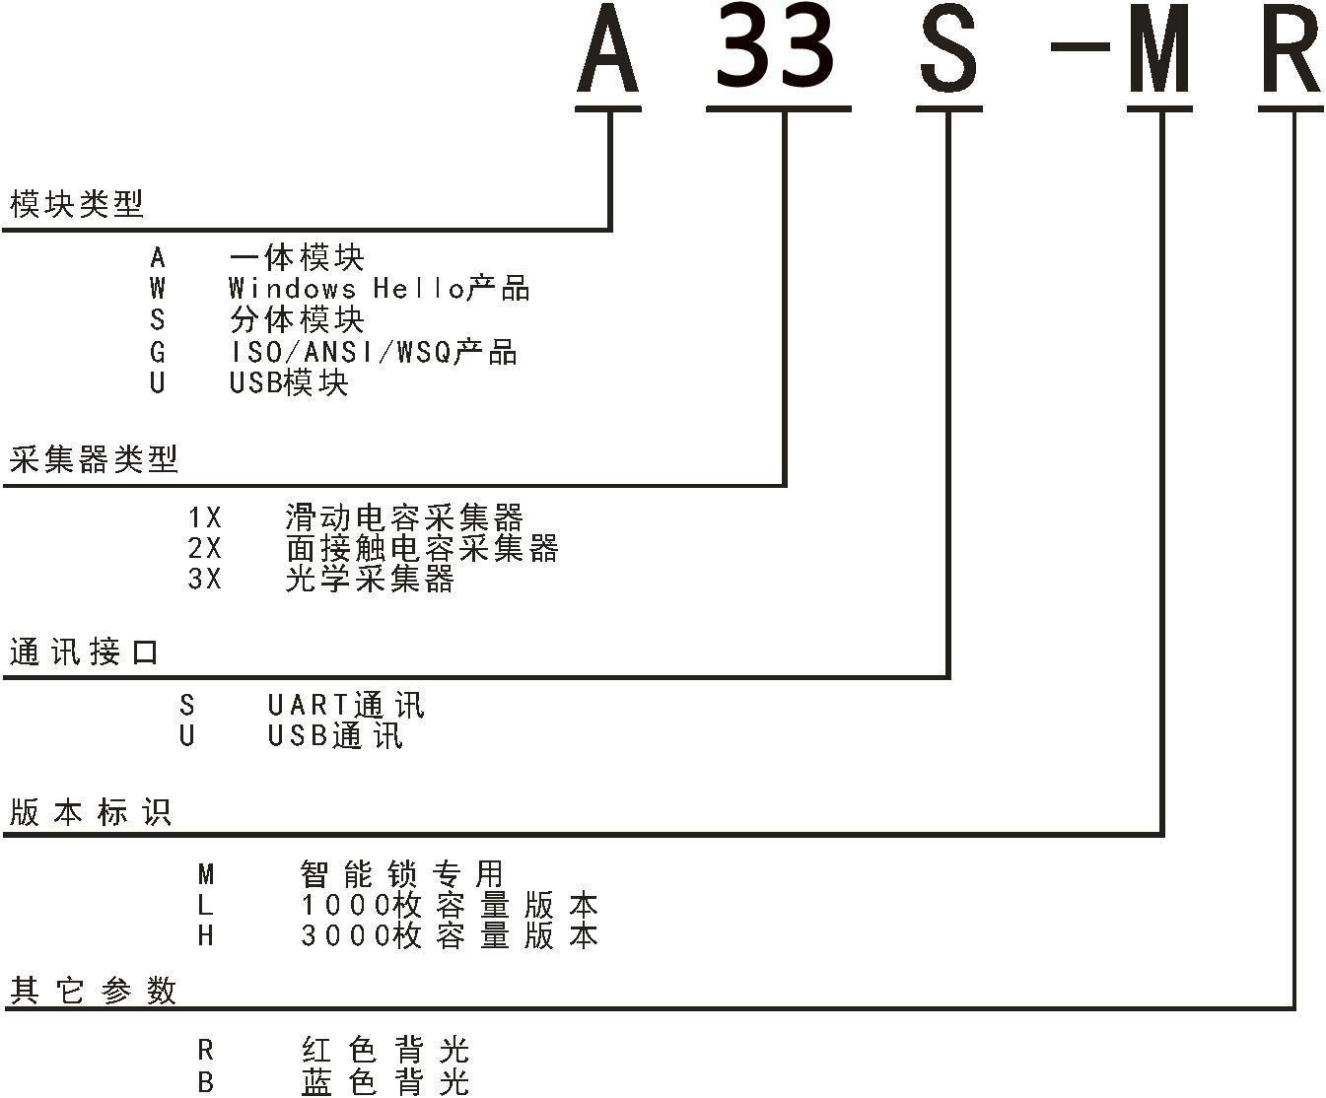 A 33 S -M R
模块类型
A 一体模块
W Windows Hello产品
S 分体模块
G ISO/ANSI/WSQ产品
U USB模块
采集器类型
1X 滑动电容采集器
2X 面接触电容采集器
3X 光学采集器
通讯接口
S UART通讯
U USB通讯
版本标识
M 智能锁专用
L 1000枚容量版本
H 3000枚容量版本
其它参数
R 红色背光
B 蓝色背光